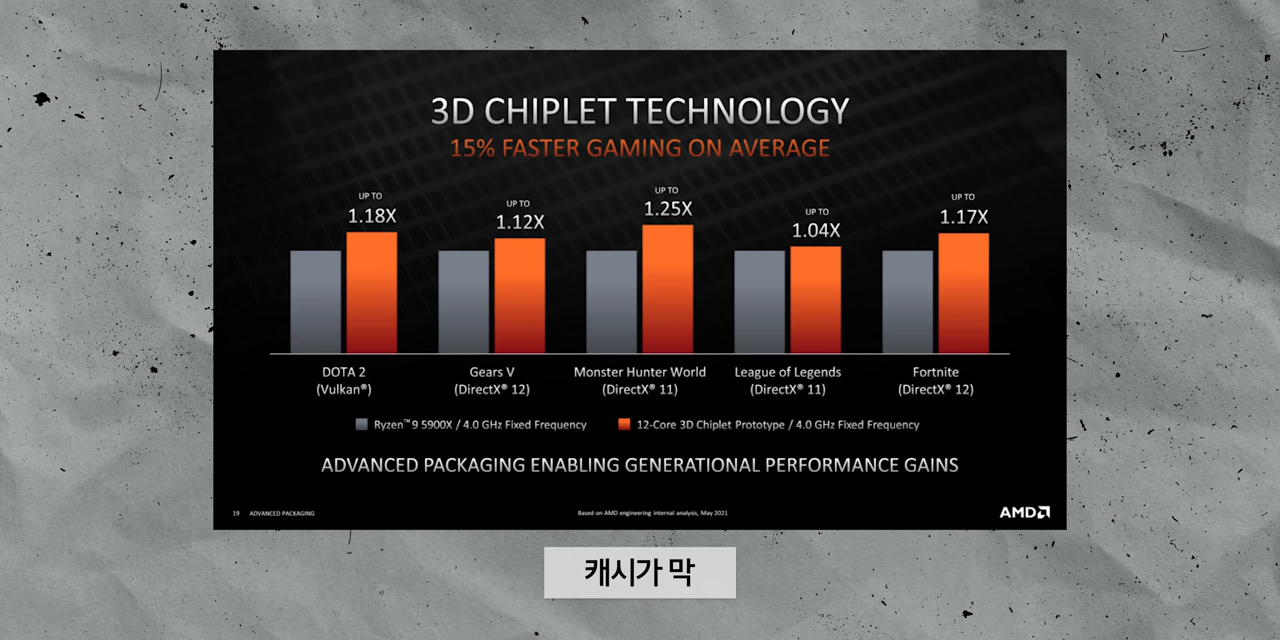 3D CHIPLET TECHNOLOGY
15% FASTER GAMING ON AVERAGE
UP TO
1.18X
UP TO
1.12X
UP TO
1.25X
UP TO
1.04X
UP TO
1.17X
DOTA 2
(Vulkan®)
Gears V
(DirectX® 12)
Monster Hunter World
(DirectX® 11)
League of Legends
(DirectX® 11)
Fortnite
(DirectX® 12)
Ryzen™ 9 5900X / 4.0 GHz Fixed Frequency
12-Core 3D Chiplet Prototype / 4.0 GHz Fixed Frequency
ADVANCED PACKAGING ENABLING GENERATIONAL PERFORMANCE GAINS
19 ADVANCED PACKAGING
Based on AMD engineering internal analysis, May 2021
AMD
캐시가 막